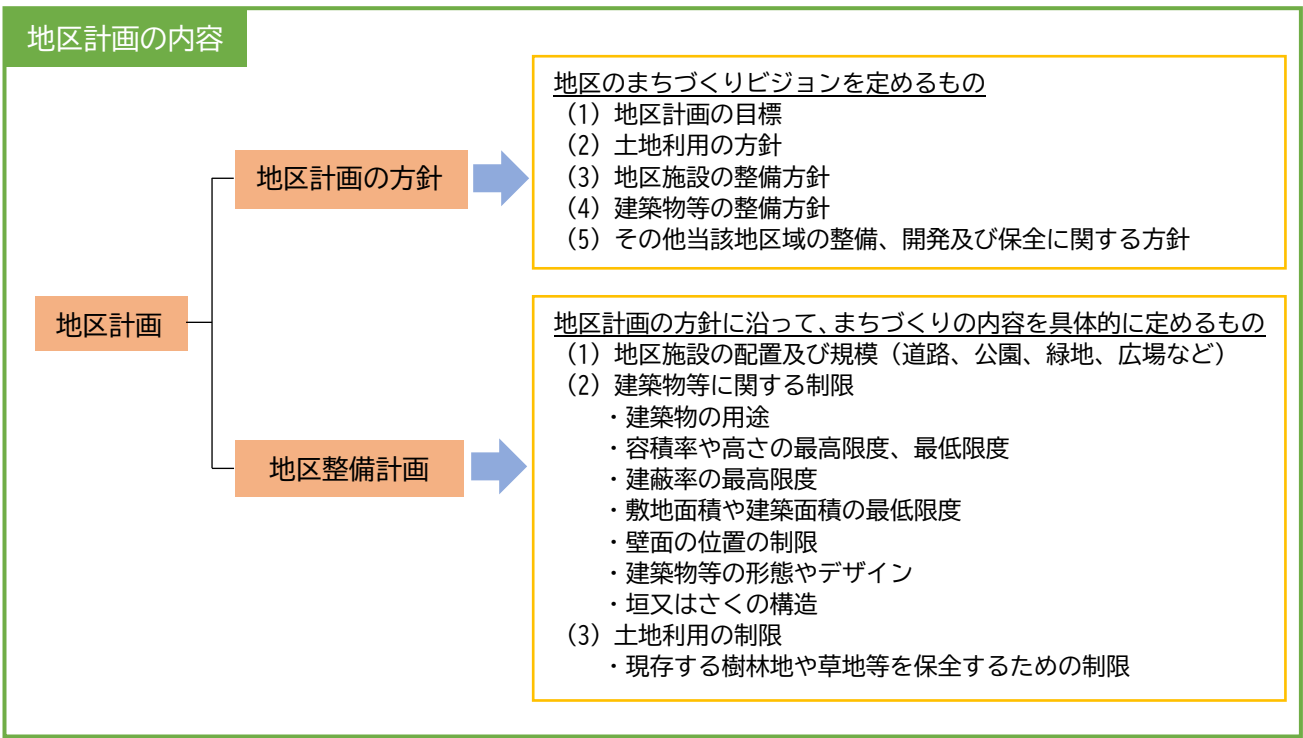 地区計画の内容
地区計画
地区計画の方針
地区のまちづくりビジョンを定めるもの
(1) 地区計画の目標
(2) 土地利用の方針
(3) 地区施設の整備方針
(4) 建築物等の整備方針
(5) その他当該地区域の整備、開発及び保全に関する方針
地区整備計画
地区計画の方針に沿って、まちづくりの内容を具体的に定めるもの
(1) 地区施設の配置及び規模（道路、公園、緑地、広場など）
(2) 建築物等に関する制限
・建築物の用途
・容積率や高さの最高限度、最低限度
・建蔽率の最高限度
・敷地面積や建築面積の最低限度
・壁面の位置の制限
・建築物等の形態やデザイン
・垣又はさくの構造
(3) 土地利用の制限
・現存する樹林地や草地等を保全するための制限